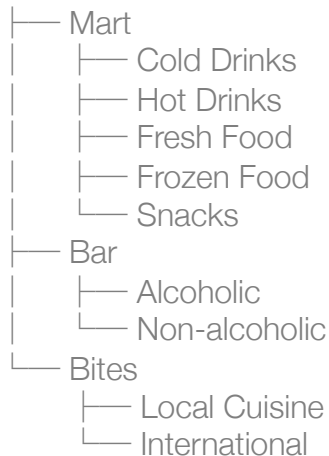 ├── Mart
│   ├── Cold Drinks
│   ├── Hot Drinks
│   ├── Fresh Food
│   ├── Frozen Food
│   └── Snacks
├── Bar
│   ├── Alcoholic
│   └── Non-alcoholic
└── Bites
    ├── Local Cuisine
    └── International